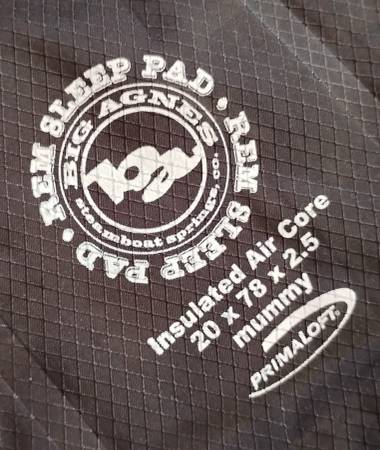 REM SLEEP PAD • REM SLEEP PAD •
BIG AGNES
steamboat springs, co.
Insulated Air Core
20 x 78 x 2.5
mummy
PRIMALOFT.